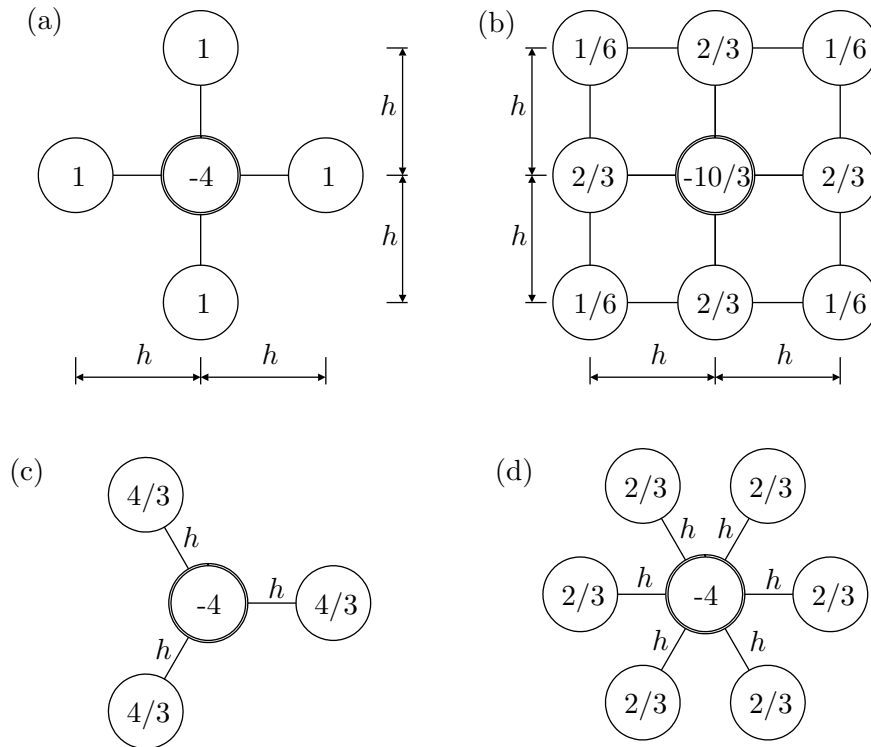 (a)
1
1 -4 1
1
h
h
h h
(b)
1/6 2/3 1/6
2/3 -10/3 2/3
1/6 2/3 1/6
h
h
h h
(c)
4/3
h
-4 h 4/3
h
4/3
(d)
2/3 2/3
h h
2/3 h -4 h 2/3
h h
2/3 2/3